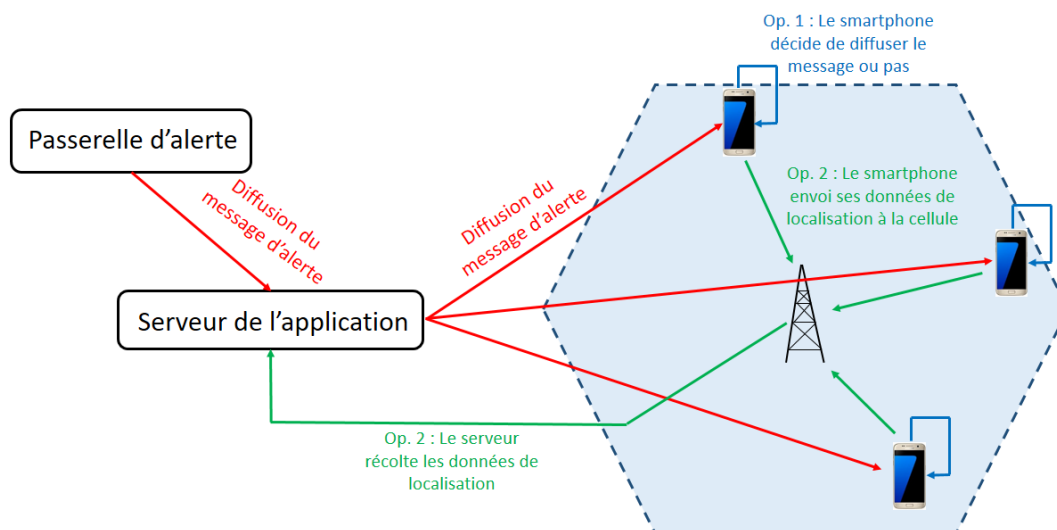 Op. 1 : Le smartphone
décide de diffuser le
message ou pas
Passerelle d'alerte
Diffusion du
message d'alerte
Diffusion du
message d'alerte
Op. 2 : Le smartphone
envoi ses données de
localisation à la cellule
Serveur de l'application
Op. 2 : Le serveur
récolte les données de
localisation